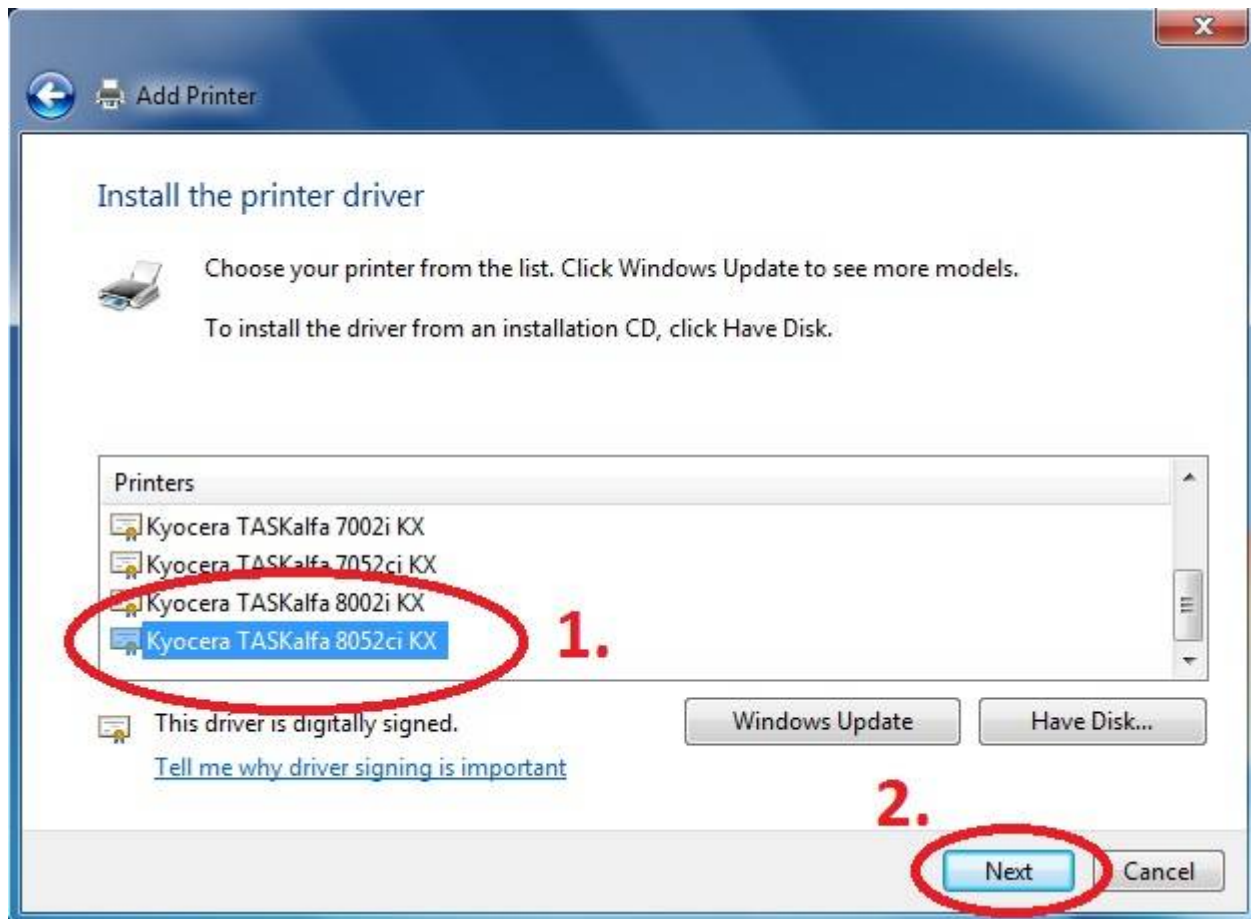 Add Printer
Install the printer driver
Choose your printer from the list. Click Windows Update to see more models.
To install the driver from an installation CD, click Have Disk.
Printers
Kyocera TASKalfa 7002i KX
Kyocera TASKalfa 7052ci KX
Kyocera TASKalfa 8002i KX
Kyocera TASKalfa 8052ci KX
1.
This driver is digitally signed.
Windows Update
Have Disk...
Tell me why driver signing is important
2.
Next
Cancel